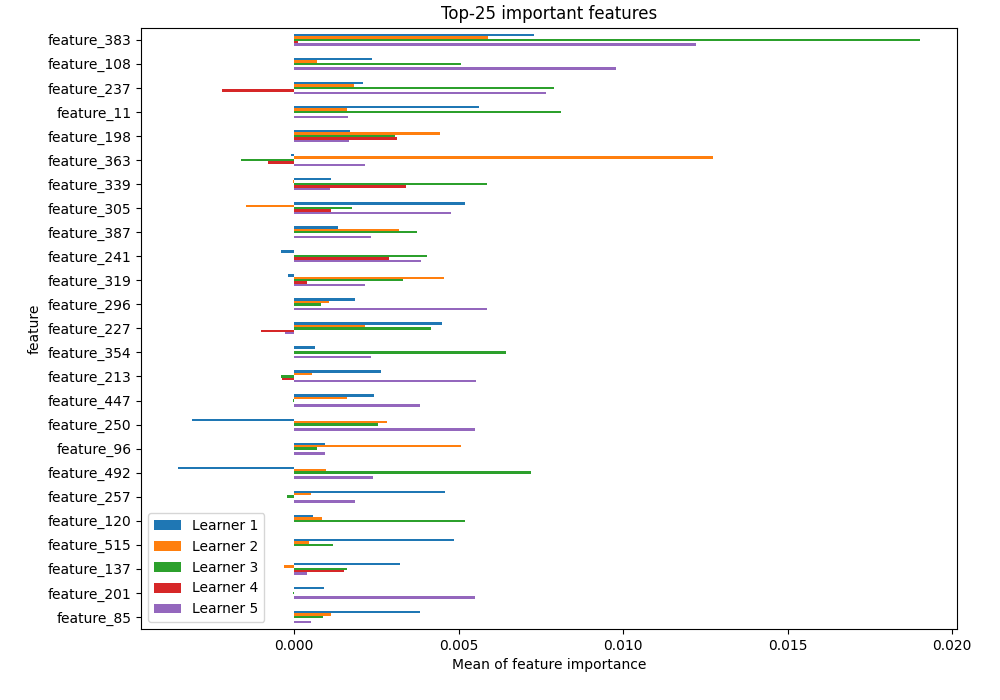 Top-25 important features
feature_383
feature_108
feature_237
feature_11
feature_198
feature_363
feature_339
feature_305
feature_387
feature_241
feature_319
feature_296
feature_227
feature_354
feature_213
feature_447
feature_250
feature_96
feature_492
feature_257
feature_120
feature_515
feature_137
feature_201
feature_85
feature
Learner 1
Learner 2
Learner 3
Learner 4
Learner 5
0.000 0.005 0.010 0.015 0.020
Mean of feature importance